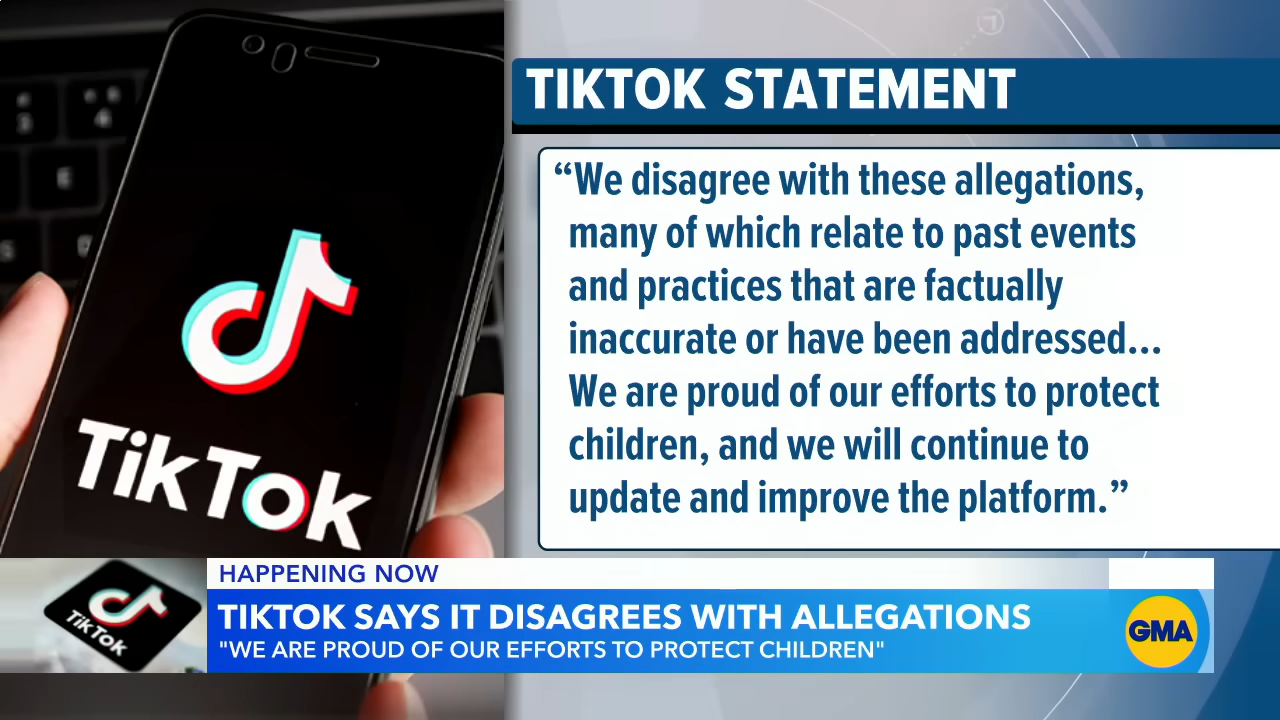 TikTok
TIKTOK STATEMENT
“We disagree with these allegations,
many of which relate to past events
and practices that are factually
inaccurate or have been addressed...
We are proud of our efforts to protect
children, and we will continue to
update and improve the platform.”
HAPPENING NOW
TikTok
TIKTOK SAYS IT DISAGREES WITH ALLEGATIONS
"WE ARE PROUD OF OUR EFFORTS TO PROTECT CHILDREN"
GMA